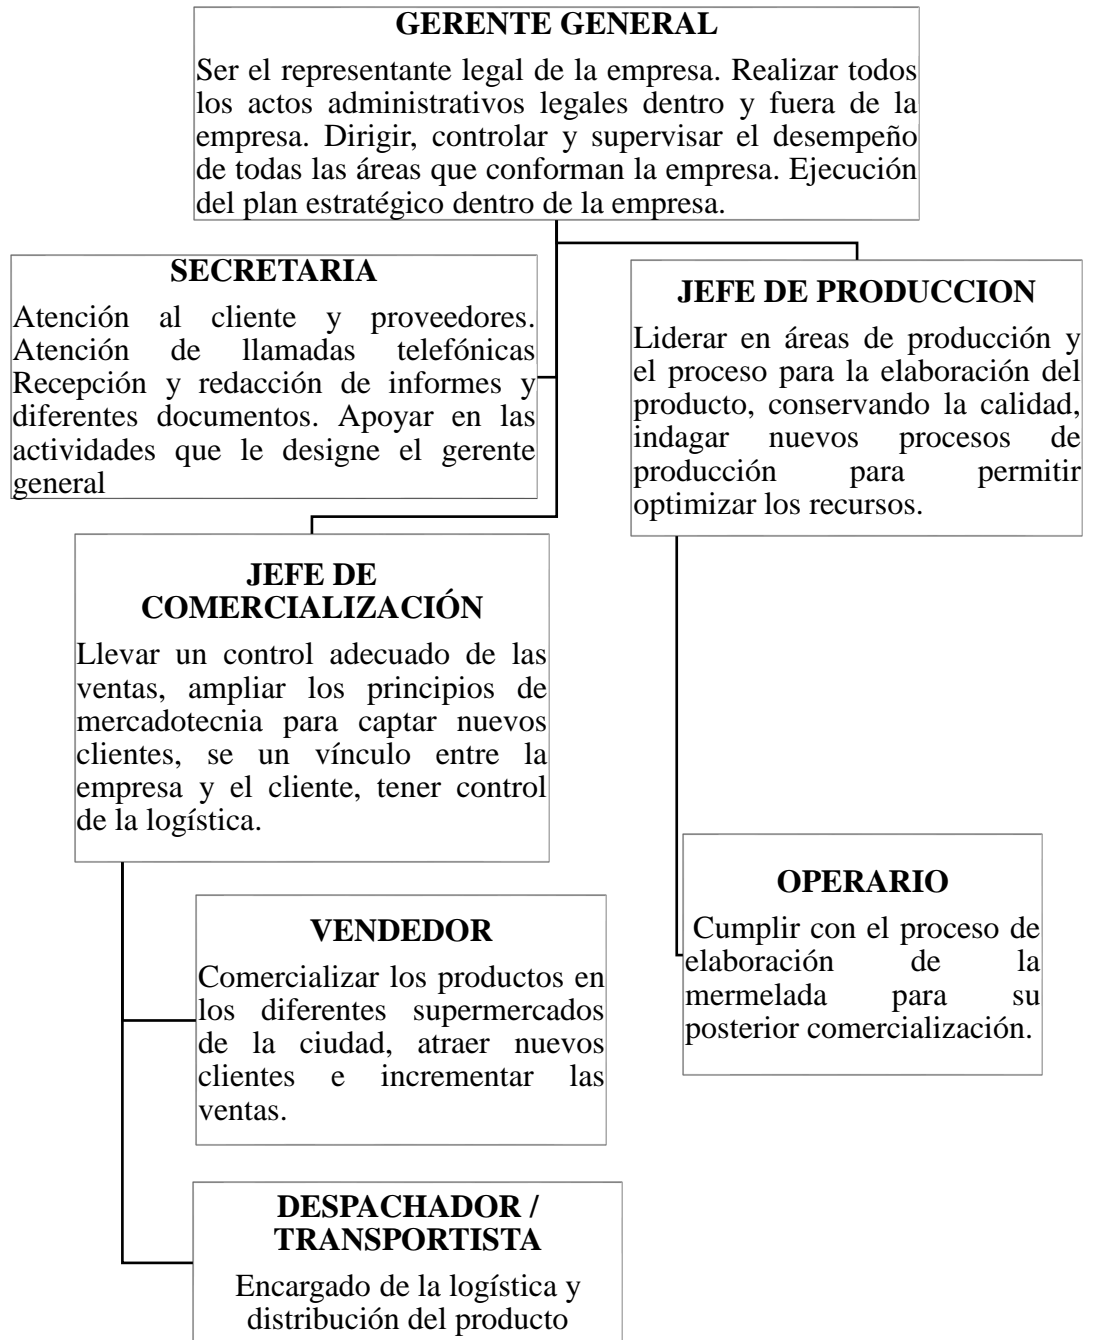 GERENTE GENERAL
Ser el representante legal de la empresa. Realizar todos
los actos administrativos legales dentro y fuera de la
empresa. Dirigir, controlar y supervisar el desempeño
de todas las áreas que conforman la empresa. Ejecución
del plan estratégico dentro de la empresa.
SECRETARIA
Atención al cliente y proveedores.
Atención de llamadas telefónicas
Recepción y redacción de informes y
diferentes documentos. Apoyar en las
actividades que le designe el gerente
general
JEFE DE PRODUCCION
Liderar en áreas de producción y
el proceso para la elaboración del
producto, conservando la calidad,
indagar nuevos procesos de
producción para permitir
optimizar los recursos.
JEFE DE
COMERCIALIZACIÓN
Llevar un control adecuado de las
ventas, ampliar los principios de
mercadotecnia para captar nuevos
clientes, se un vínculo entre la
empresa y el cliente, tener control
de la logística.
OPERARIO
Cumplir con el proceso de
elaboración de la
mermelada para su
posterior comercialización.
VENDEDOR
Comercializar los productos en
los diferentes supermercados
de la ciudad, atraer nuevos
clientes e incrementar las
ventas.
DESPACHADOR /
TRANSPORTISTA
Encargado de la logística y
distribución del producto